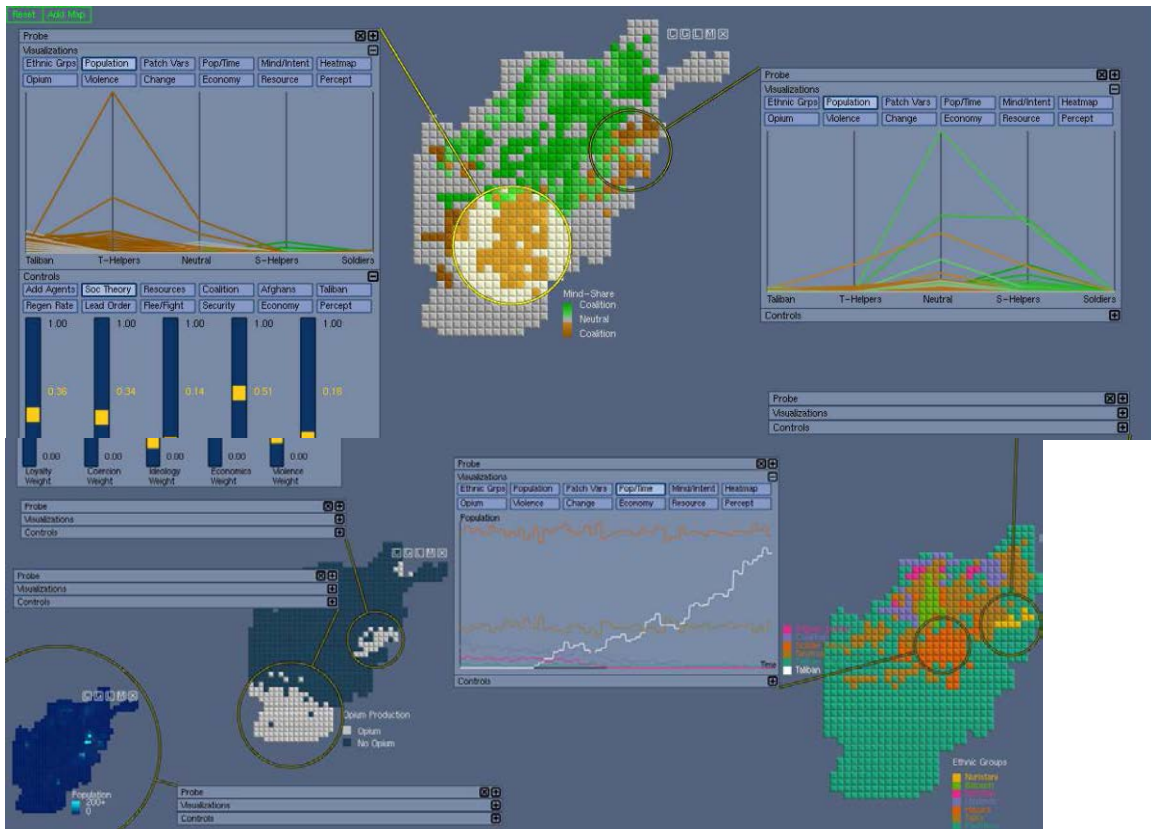 Reset Add Map
Probe
Visualizations
Ethnic Grps Population Patch Vars Pop/Time Mind/Intent Heatmap
Opium Violence Change Economy Resource Percept
Taliban T-Helpers Neutral S-Helpers Soldiers
Controls
Add Agents Soc Theory Resources Coalition Afghans Taliban
Regen Rate Lead Order Flee/Fight Security Economy Percept
1.00 1.00 1.00 1.00 1.00
0.36 0.34 0.14 0.51 0.18
0.00 0.00 0.00 0.00 0.00
Loyalty Weight
Coercion Weight
Ideology Weight
Economics Weight
Violence Weight
C G L M X
Mind-Share
Coalition
Neutral
Coalition
Probe
Visualizations
Ethnic Grps Population Patch Vars Pop/Time Mind/Intent Heatmap
Opium Violence Change Economy Resource Percept
Taliban T-Helpers Neutral S-Helpers Soldiers
Controls
Probe
Visualizations
Controls
Probe
Visualizations
Controls
Probe
Visualizations
Controls
C G L M X
Opium Production
Opium
No Opium
Probe
Visualizations
Ethnic Grps Population Patch Vars Pop/Time Mind/Intent Heatmap
Opium Violence Change Economy Resource Percept
Population
Time
Taliban
Controls
C G L M X
Population
200+
0
Probe
Visualizations
Controls
Ethnic Groups
Nuristani